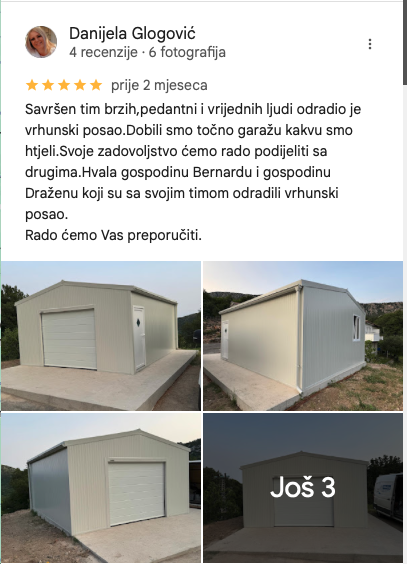 Danijela Glogović
4 recenzije · 6 fotografija
prije 2 mjeseca
Savršen tim brzih,pedantni i vrijednih ljudi odradio je
vrhunski posao.Dobili smo točno garažu kakvu smo
htjeli.Svoje zadovoljstvo ćemo rado podijeliti sa
drugima.Hvala gospodinu Bernardu i gospodinu
Draženu koji su sa svojim timom odradili vrhunski
posao.
Rado ćemo Vas preporučiti.
Još 3